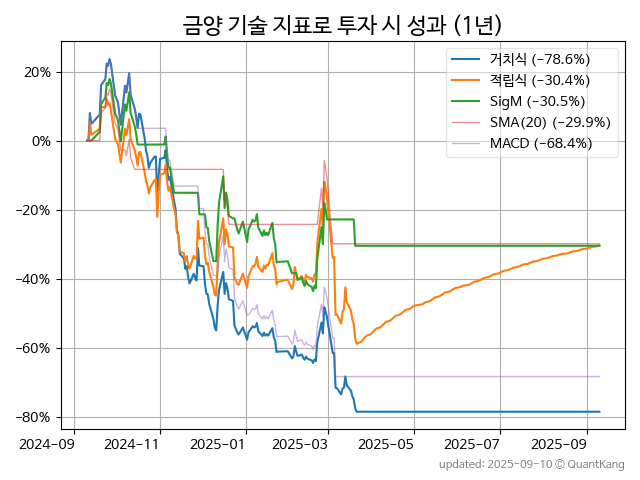 금양 기술 지표로 투자 시 성과 (1년)
거치식 (−78.6%)
적립식 (−30.4%)
SigM (−30.5%)
SMA(20) (−29.9%)
MACD (−68.4%)
20%
0%
−20%
−40%
−60%
−80%
2024−09 2024−11 2025−01 2025−03 2025−05 2025−07 2025−09
updated: 2025−09−10 © QuantKang